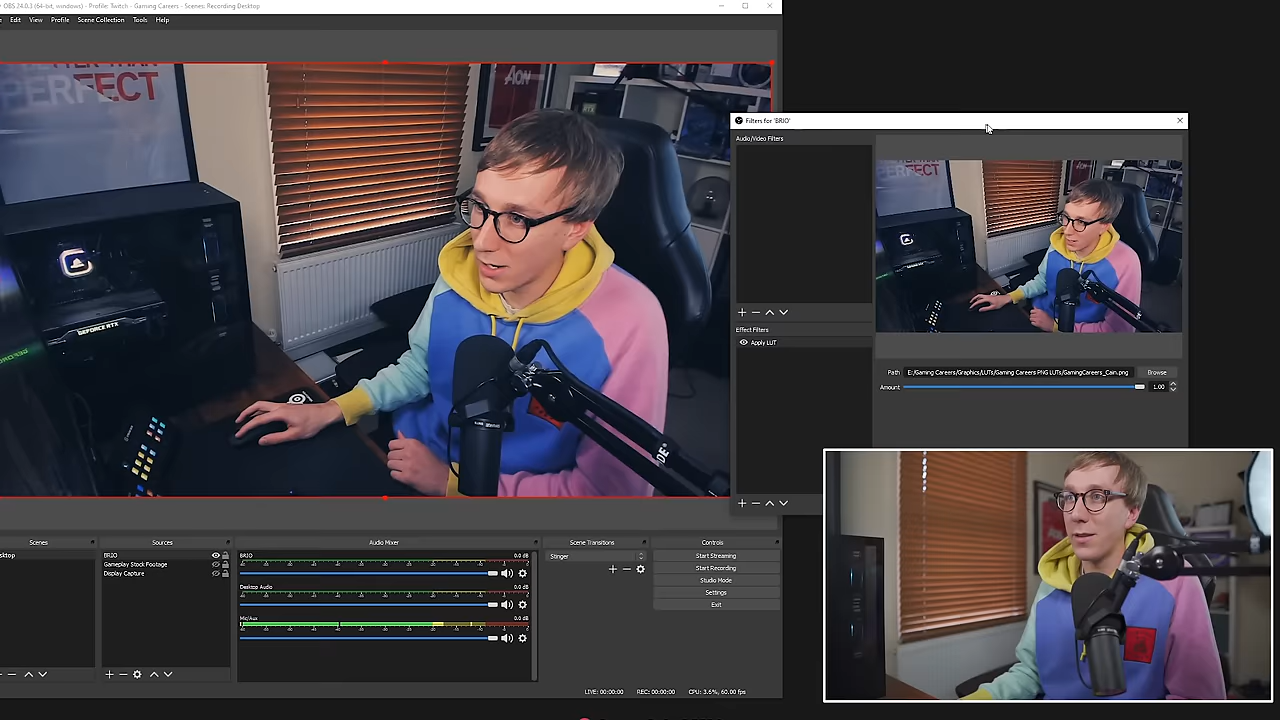 OBS 24.0.3 (64-bit, windows) - Profile: Twitch - Gaming Careers - Scenes: Recording Desktop
Edit View Profile Scene Collection Tools Help
PERFECT
AON
GEFORCE RTX
RODE
Filters for 'BRIO'
Audio/Video Filters
Effect Filters
Apply LUT
Path E:/Gaming Careers/Graphics/LUTs/Gaming Careers PNG LUTs/GamingCareers_Cain.png Browse
Amount 1.00
Scenes
Sources
BRIO
Gameplay Stock Footage
Display Capture
Audio Mixer
BRIO 0.0 dB
Desktop Audio 0.0 dB
Mic/Aux 0.0 dB
Scene Transitions
Stinger
Controls
Start Streaming
Start Recording
Studio Mode
Settings
Exit
LIVE: 00:00:00 REC: 00:00:00 CPU: 3.6%, 60.00 fps